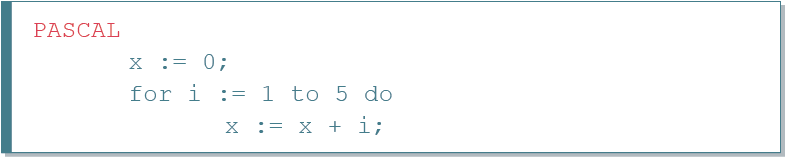 PASCAL
x := 0;
for i := 1 to 5 do
x := x + i;